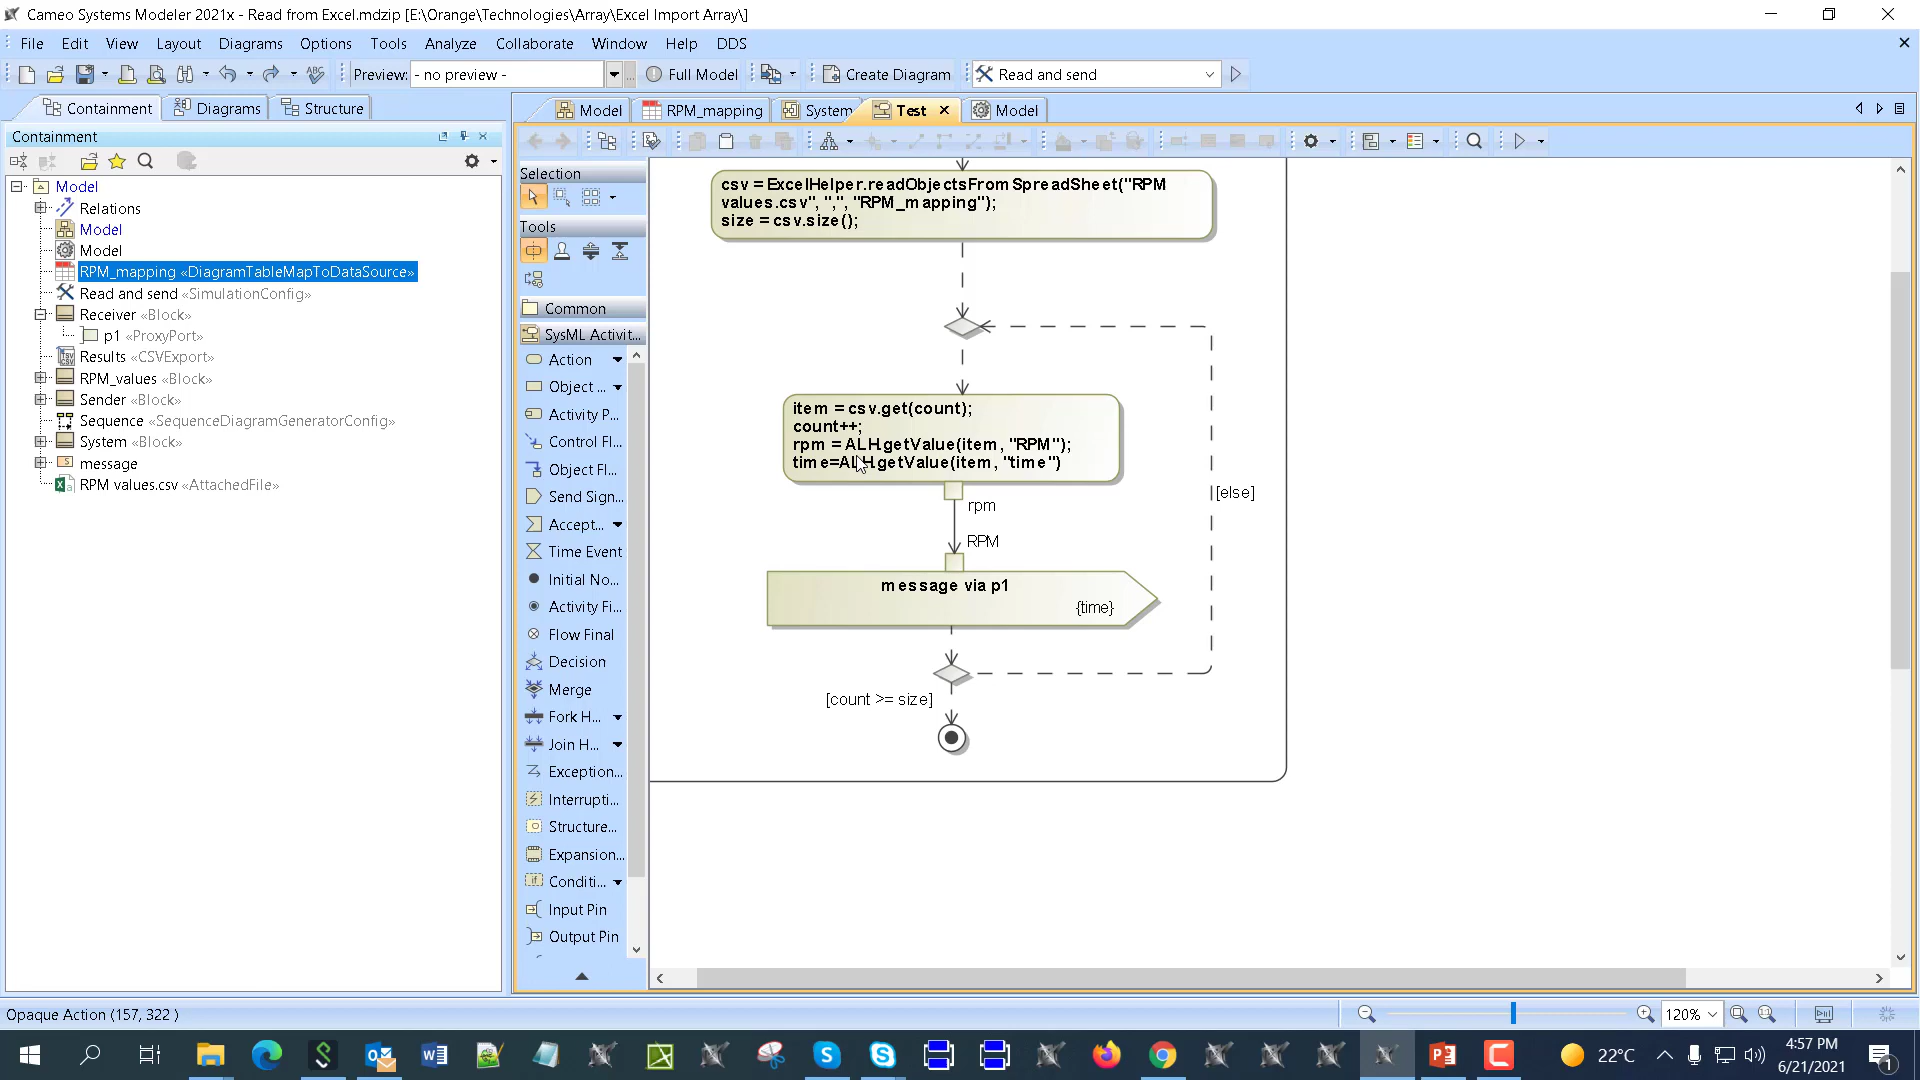 Cameo Systems Modeler 2021x - Read from Excel.mdzip [E:\Orange\Technologies\Array\Excel Import Array\]
File Edit View Layout Diagrams Options Tools Analyze Collaborate Window Help DDS
Preview: - no preview - ... Full Model Create Diagram Read and send
Containment Diagrams Structure
Model RPM_mapping System Test Model
Containment
Model
Relations
Model
Model
RPM_mapping «DiagramTableMapToDataSource»
Read and send «SimulationConfig»
Receiver «Block»
p1 «ProxyPort»
Results «CSVExport»
RPM_values «Block»
Sender «Block»
Sequence «SequenceDiagramGeneratorConfig»
System «Block»
message
RPM values.csv «AttachedFile»
Selection
Tools
Common
SysML Activit...
Action
Object ...
Activity P...
Control Fl...
Object Fl...
Send Sign...
Accept...
Time Event
Initial No...
Activity Fi...
Flow Final
Decision
Merge
Fork H...
Join H...
Exception...
Interrupti...
Structure...
Expansion...
Conditi...
Input Pin
Output Pin
csv = ExcelHelper.readObjectsFromSpreadSheet("RPM
values.csv", ",", "RPM_mapping");
size = csv.size();
item = csv.get(count);
count++;
rpm = ALH.getValue(item, "RPM");
time=ALH.getValue(item, "time")
[else]
rpm
RPM
message via p1
{time}
[count >= size]
Opaque Action (157, 322 )
120%
22°C
4:57 PM
6/21/2021
1